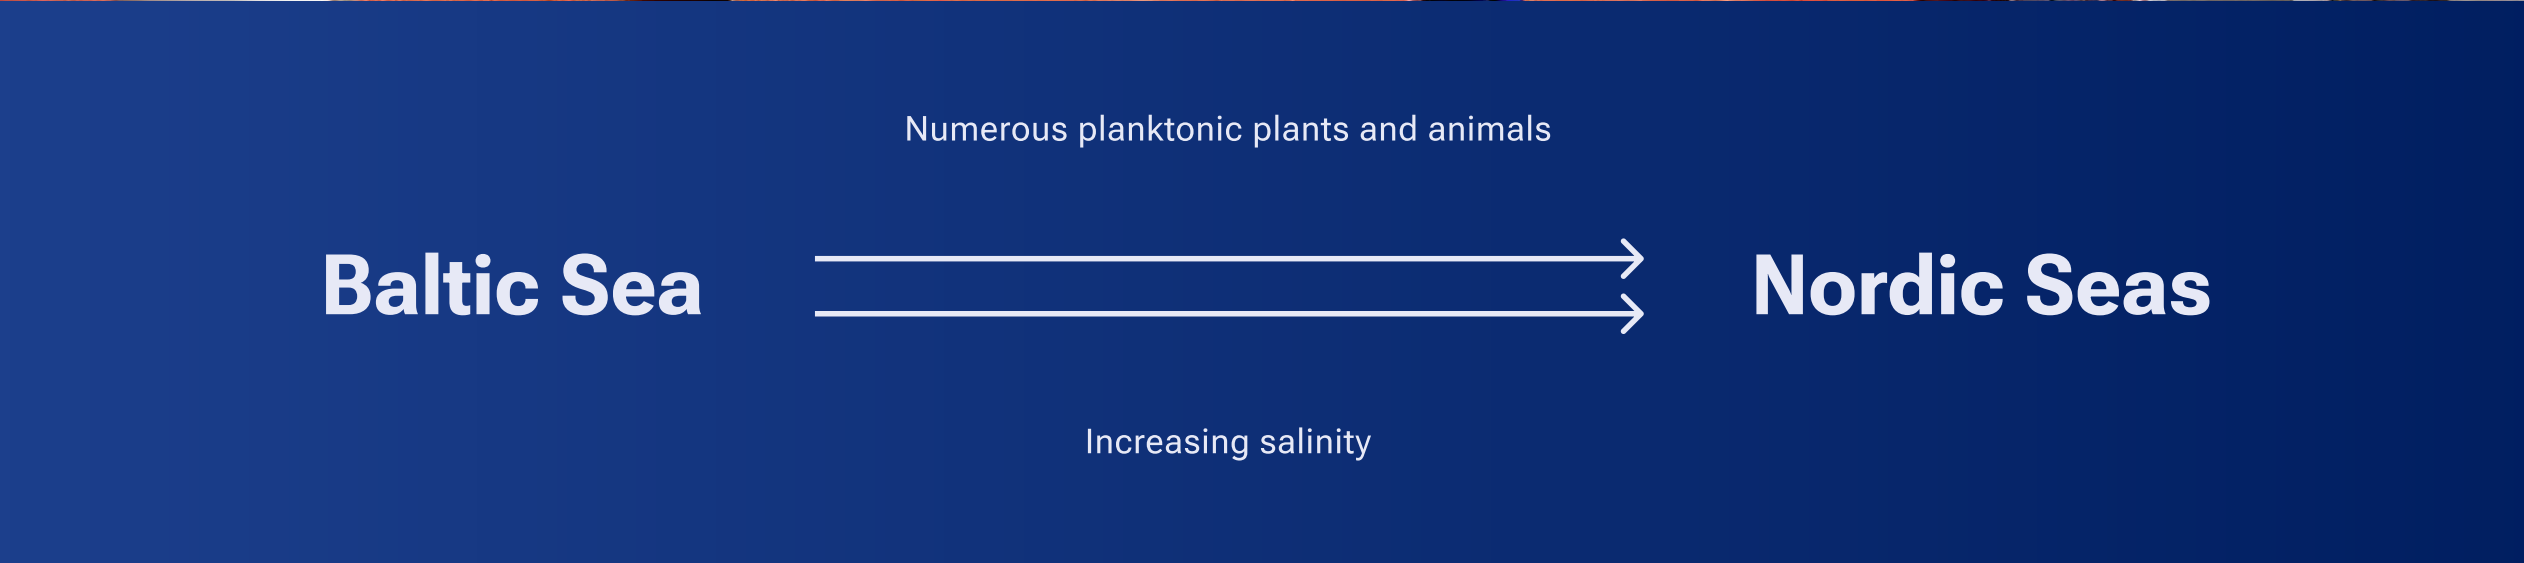 Numerous planktonic plants and animals
Baltic Sea
Nordic Seas
Increasing salinity